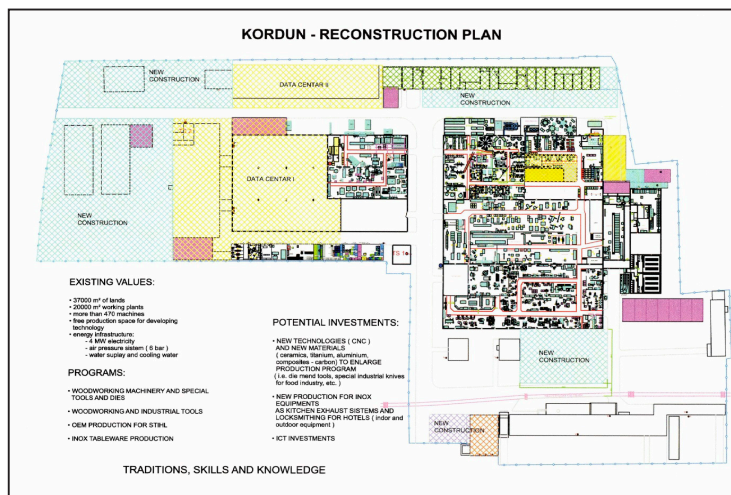 KORDUN - RECONSTRUCTION PLAN
NEW
CONSTRUCTION
DATA CENTAR II
NEW
CONSTRUCTION
DATA CENTAR I
NEW
CONSTRUCTION
TS 1
NEW
CONSTRUCTION
NEW
CONSTRUCTION
EXISTING VALUES:
• 37000 m² of lands
• 20000 m² working plants
• more than 470 machines
• free production space for developing
technology
• energy infrastructure:
- 4 MW electricity
- air pressure sistem ( 6 bar )
- water suplay and cooling water
PROGRAMS:
• WOODWORKING MACHINERY AND SPECIAL
TOOLS AND DIES
• WOODWORKING AND INDUSTRIAL TOOLS
• OEM PRODUCTION FOR STIHL
• INOX TABLEWARE PRODUCTION
POTENTIAL INVESTMENTS:
• NEW TECHNOLOGIES ( CNC )
AND NEW MATERIALS
( ceramics, titanium, aluminium,
composites - carbon) TO ENLARGE
PRODUCTION PROGRAM
( i.e. die mend tools, special industrial knives
for food industry, etc. )
• NEW PRODUCTION FOR INOX
EQUIPMENTS
AS KITCHEN EXHAUST SISTEMS AND
LOCKSMITHING FOR HOTELS ( indor and
outdoor equipment )
• ICT INVESTMENTS
TRADITIONS, SKILLS AND KNOWLEDGE